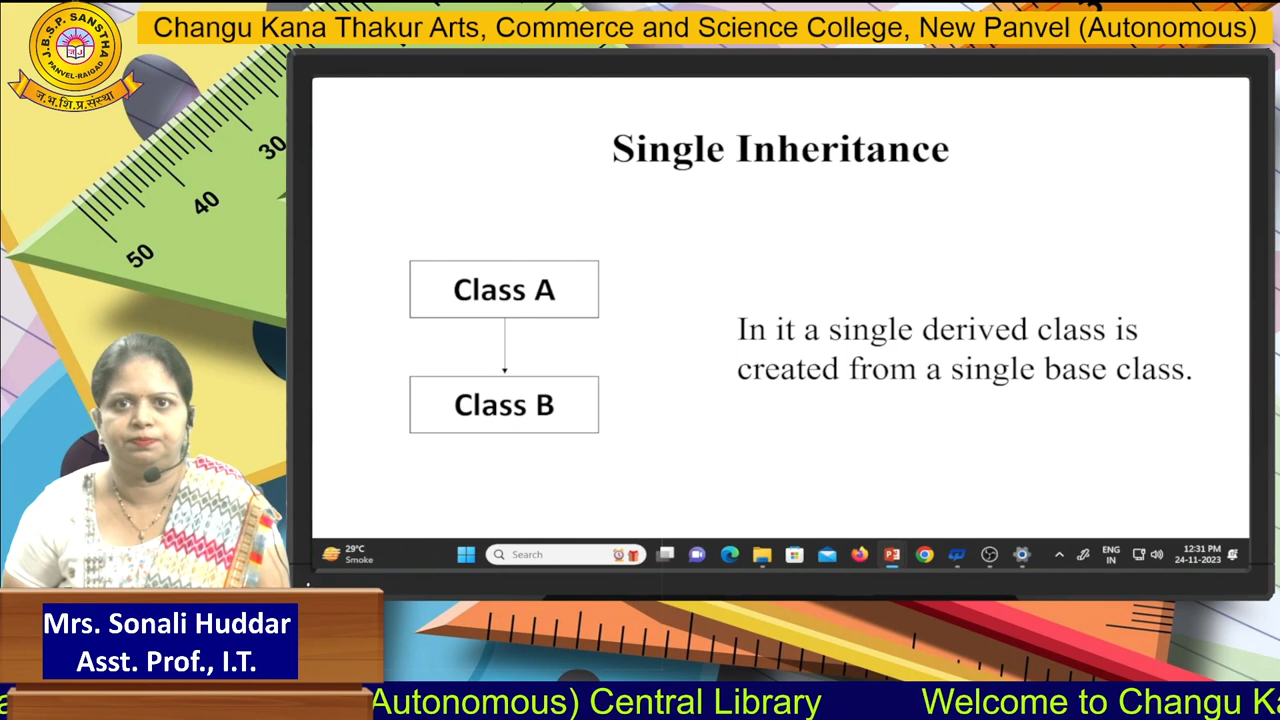 Changu Kana Thakur Arts, Commerce and Science College, New Panvel (Autonomous)
J.B.S.P. SANSTHA
PANVEL-RAIGAD
ज.भ.शि.प्र.संस्था
30
40
50
3
Single Inheritance
Class A
Class B
In it a single derived class is
created from a single base class.
29°C
Smoke
Search
ENG
IN
12:31 PM
24-11-2023
Mrs. Sonali Huddar
Asst. Prof., I.T.
Autonomous) Central Library Welcome to Changu